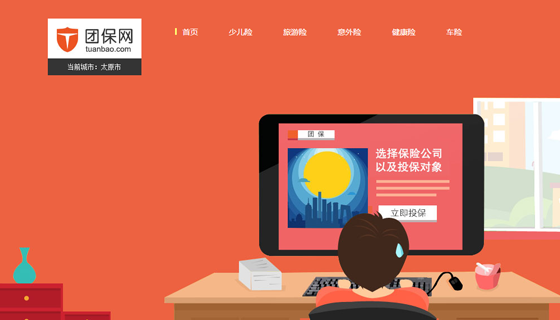 团保网
tuanbao.com
当前城市：太原市
首页 少儿险 旅游险 意外险 健康险 车险
团 保
选择保险公司
以及投保对象
立即投保